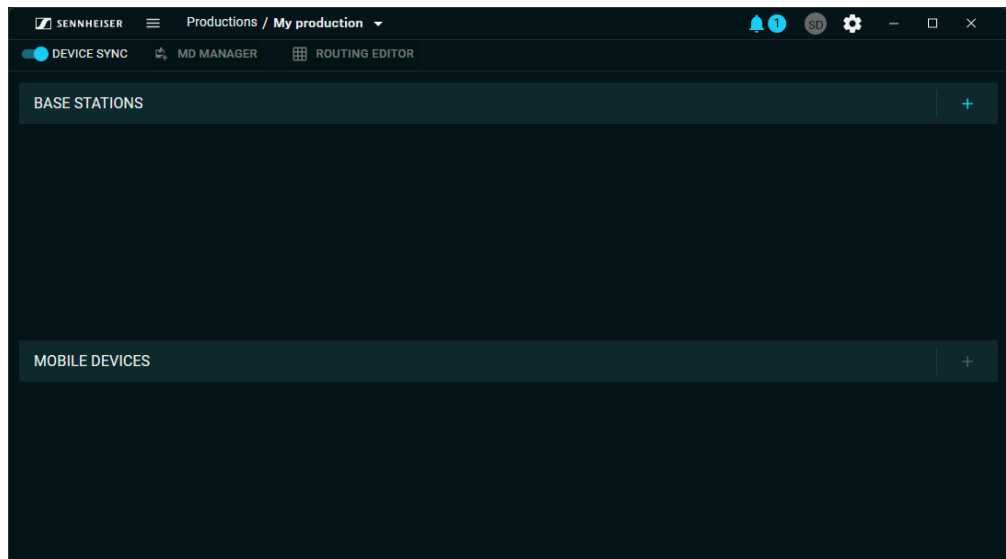 SENNHEISER Productions / My production 1 SD
DEVICE SYNC MD MANAGER ROUTING EDITOR
BASE STATIONS +
MOBILE DEVICES +